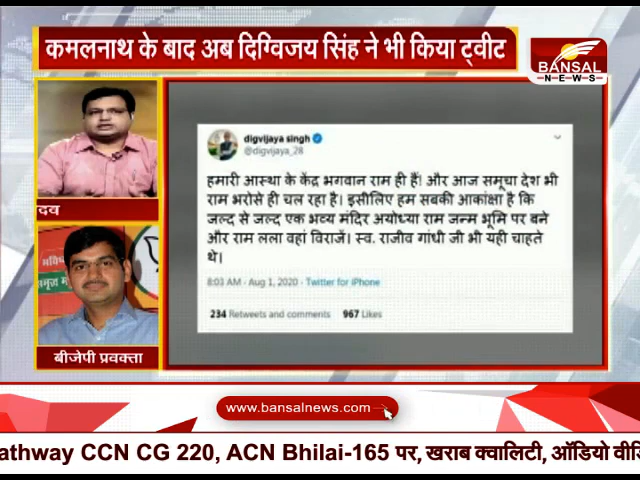 कमलनाथ के बाद अब दिग्विजय सिंह ने भी किया ट्वीट
BANSAL
NEWS
digvijaya singh
@digvijaya_28
हमारी आस्था के केंद्र भगवान राम ही हैं! और आज समूचा देश भी
राम भरोसे ही चल रहा है। इसीलिए हम सबकी आकांक्षा है कि
जल्द से जल्द एक भव्य मंदिर अयोध्या राम जन्म भूमि पर बने
और राम लला वहां विराजें। स्व. राजीव गांधी जी भी यही चाहते
थे।
8:03 AM - Aug 1, 2020 - Twitter for iPhone
234 Retweets and comments 967 Likes
दव
बीजेपी प्रवक्ता
www.bansalnews.com
athway CCN CG 220, ACN Bhilai-165 पर, खराब क्वालिटी, ऑडियो वीडि